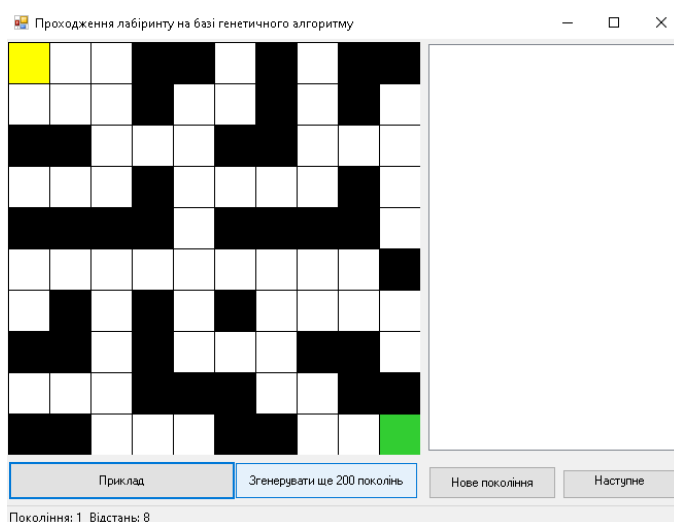 Проходження лабіринту на базі генетичного алгоритму
Приклад
Згенерувати ще 200 поколінь
Нове покоління
Наступне
Покоління: 1 Відстань: 8